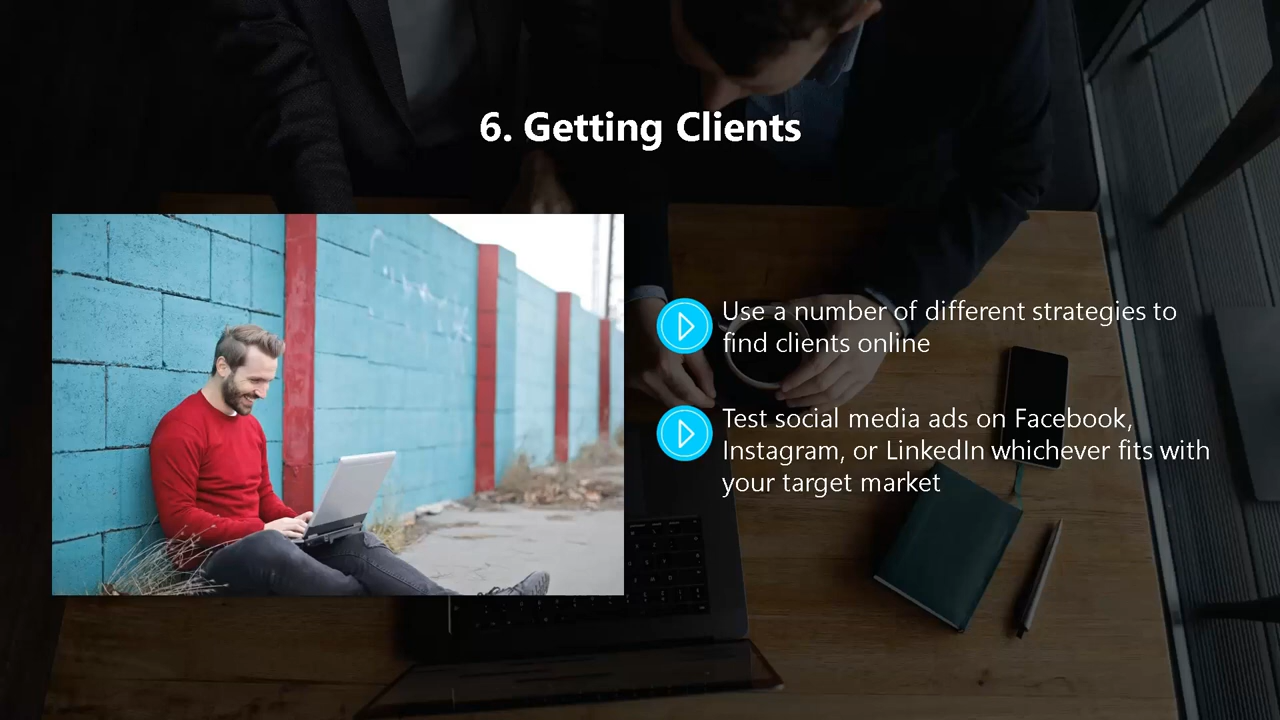 6. Getting Clients
Use a number of different strategies to
find clients online
Test social media ads on Facebook,
Instagram, or LinkedIn whichever fits with
your target market